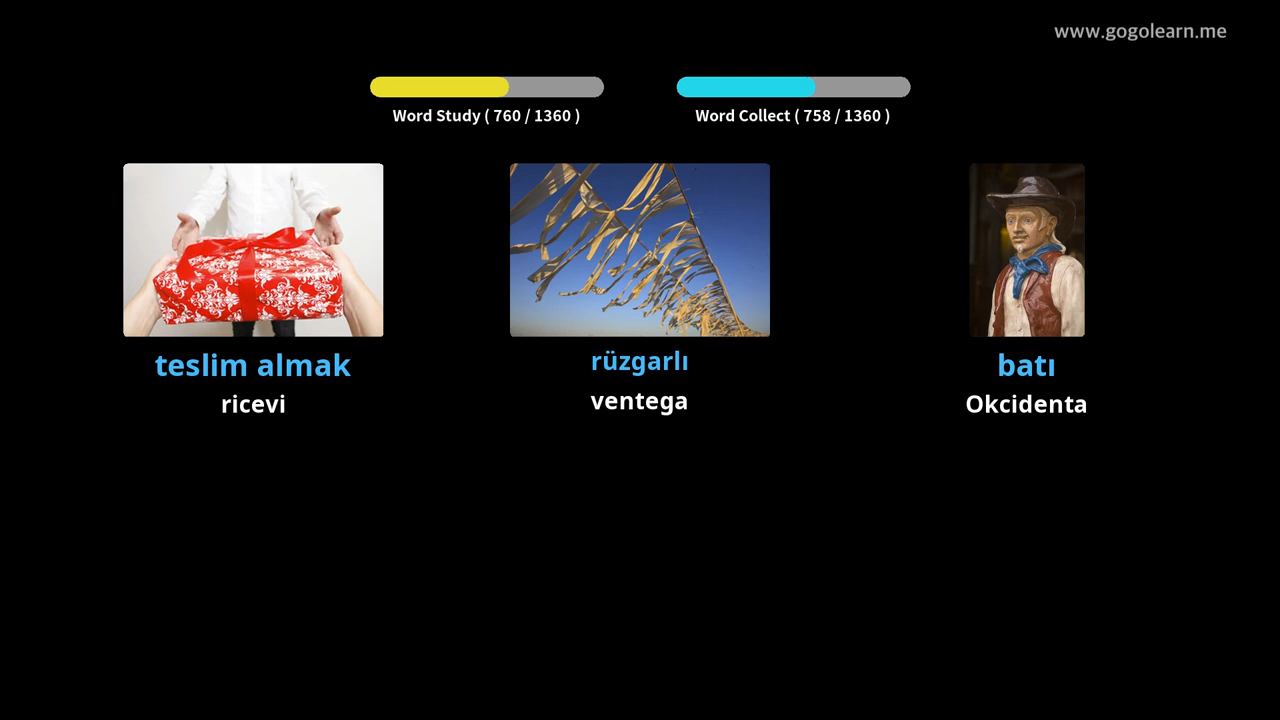 www.gogolearn.me
Word Study ( 760 / 1360 )
Word Collect ( 758 / 1360 )
teslim almak
ricevi
rüzgarlı
ventega
batı
Okcidenta